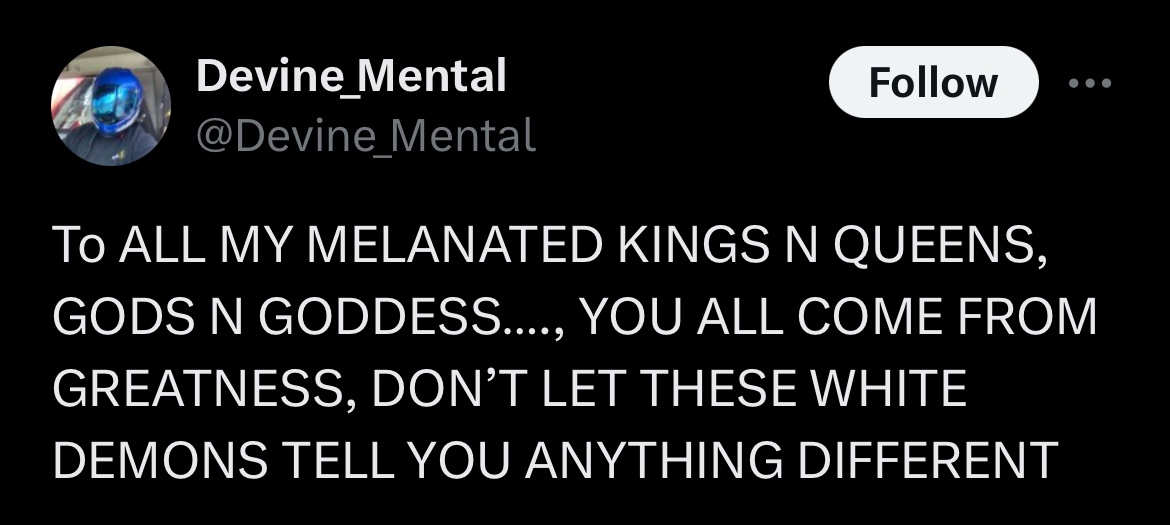 Devine_Mental
Follow
@Devine_Mental
To ALL MY MELANATED KINGS N QUEENS,
GODS N GODDESS...., YOU ALL COME FROM
GREATNESS, DON’T LET THESE WHITE
DEMONS TELL YOU ANYTHING DIFFERENT